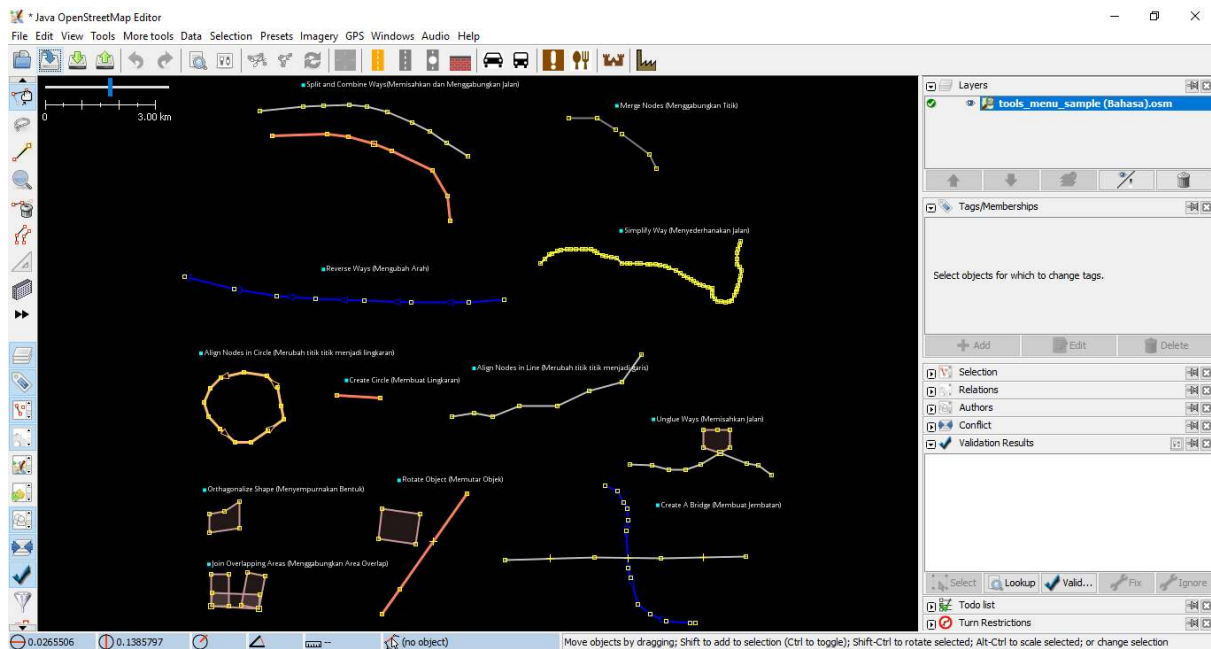 * Java OpenStreetMap Editor
File Edit View Tools More tools Data Selection Presets Imagery GPS Windows Audio Help
0 3.00 km
Split and Combine Ways(Memisahkan dan Menggabungkan Jalan)
Merge Nodes (Menggabungkan Titik)
Simplify Way (Menyederhanakan Jalan)
Reverse Ways (Mengubah Arah)
Align Nodes in Circle (Merubah titik titik menjadi lingkaran)
Create Circle (Membuat Lingkaran)
Align Nodes in Line (Merubah titik titik menjadi garis)
Unglue Ways (Memisahkan Jalan)
Orthagonalize Shape (Menyempurnakan Bentuk)
Rotate Object (Memutar Objek)
Create A Bridge (Membuat Jembatan)
Join Overlapping Areas (Menggabungkan Area Overlap)
Layers
tools_menu_sample (Bahasa).osm
Tags/Memberships
Select objects for which to change tags.
Add Edit Delete
Selection
Relations
Authors
Conflict
Validation Results
Select Lookup Valid... Fix Ignore
Todo list
Turn Restrictions
0.0265506 0.1385797 -- (no object) Move objects by dragging; Shift to add to selection (Ctrl to toggle); Shift-Ctrl to rotate selected; Alt-Ctrl to scale selected; or change selection